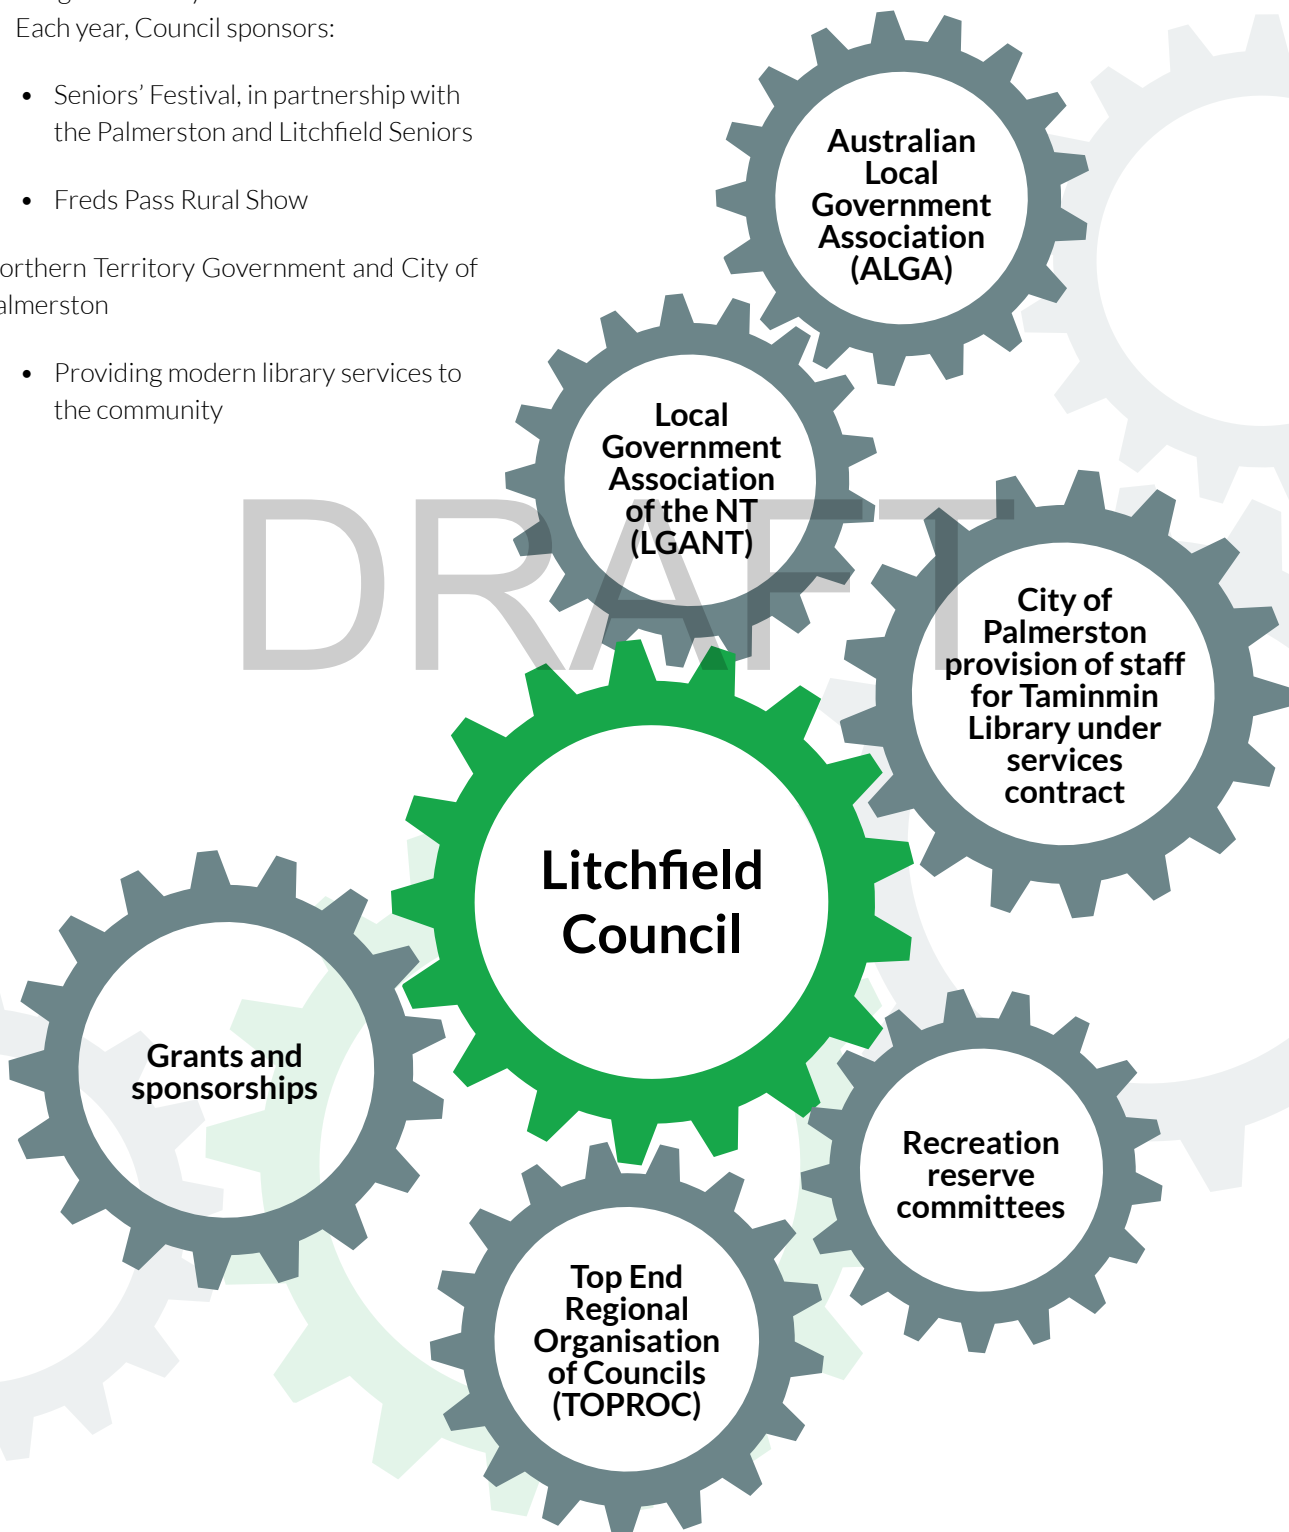 Each year, Council sponsors:
• Seniors’ Festival, in partnership with
the Palmerston and Litchfield Seniors
• Freds Pass Rural Show
orthern Territory Government and City of
almerston
• Providing modern library services to
the community
Australian
Local
Government
Association
(ALGA)
Local
Government
Association
of the NT
(LGANT)
DRAFT
City of
Palmerston
provision of staff
for Taminmin
Library under
services
contract
Litchfield
Council
Grants and
sponsorships
Recreation
reserve
committees
Top End
Regional
Organisation
of Councils
(TOPROC)